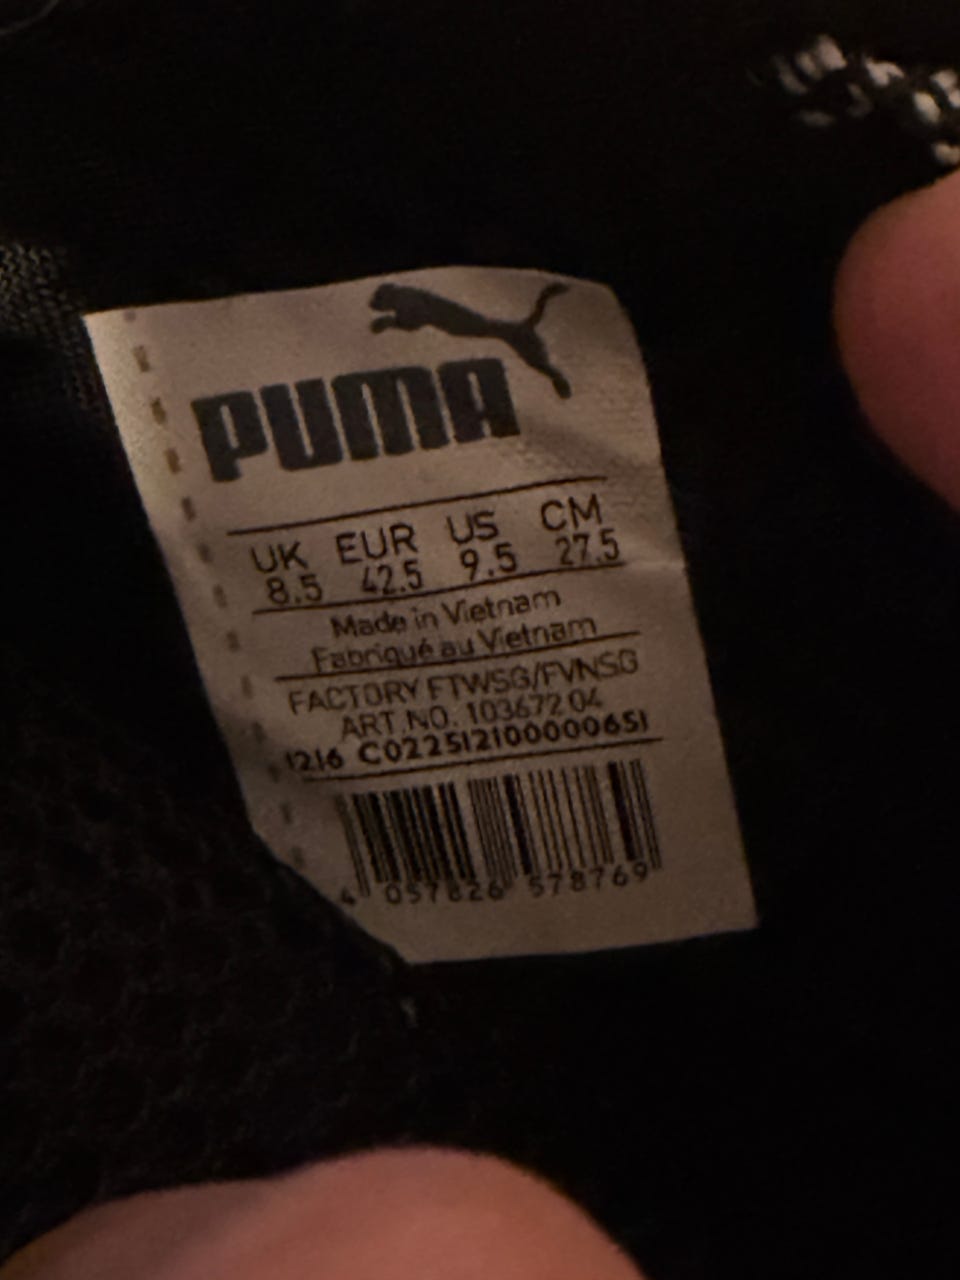 PUMA
UK EUR US CM
8.5 42.5 9.5 27.5
Made in Vietnam
Fabriqué au Vietnam
FACTORY FTWSG/FVNSG
ART.NO. 103672 04
1216 C0225121000000651
4 057826 578769